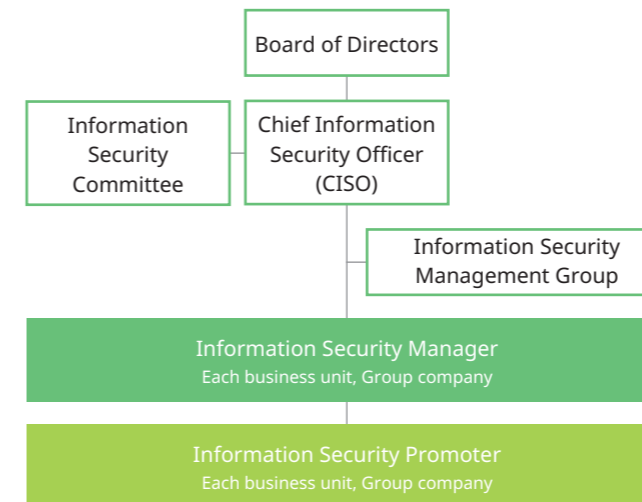 Board of Directors
Information
Security
Committee
Chief Information
Security Officer
(CISO)
Information Security
Management Group
Information Security Manager
Each business unit, Group company
Information Security Promoter
Each business unit, Group company